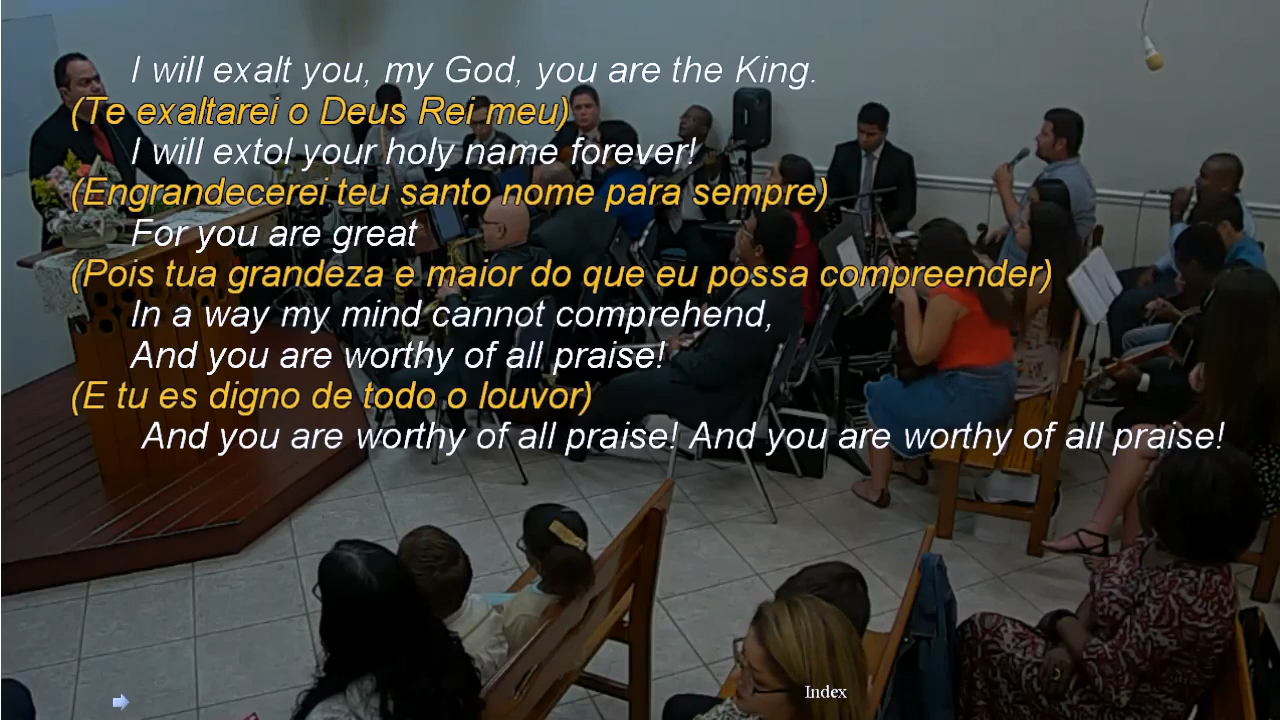 I will exalt you, my God, you are the King.
(Te exaltarei o Deus Rei meu)
I will extol your holy name forever!
(Engrandecerei teu santo nome para sempre)
For you are great
(Pois tua grandeza e maior do que eu possa compreender)
In a way my mind cannot comprehend,
And you are worthy of all praise!
(E tu es digno de todo o louvor)
And you are worthy of all praise! And you are worthy of all praise!
Index